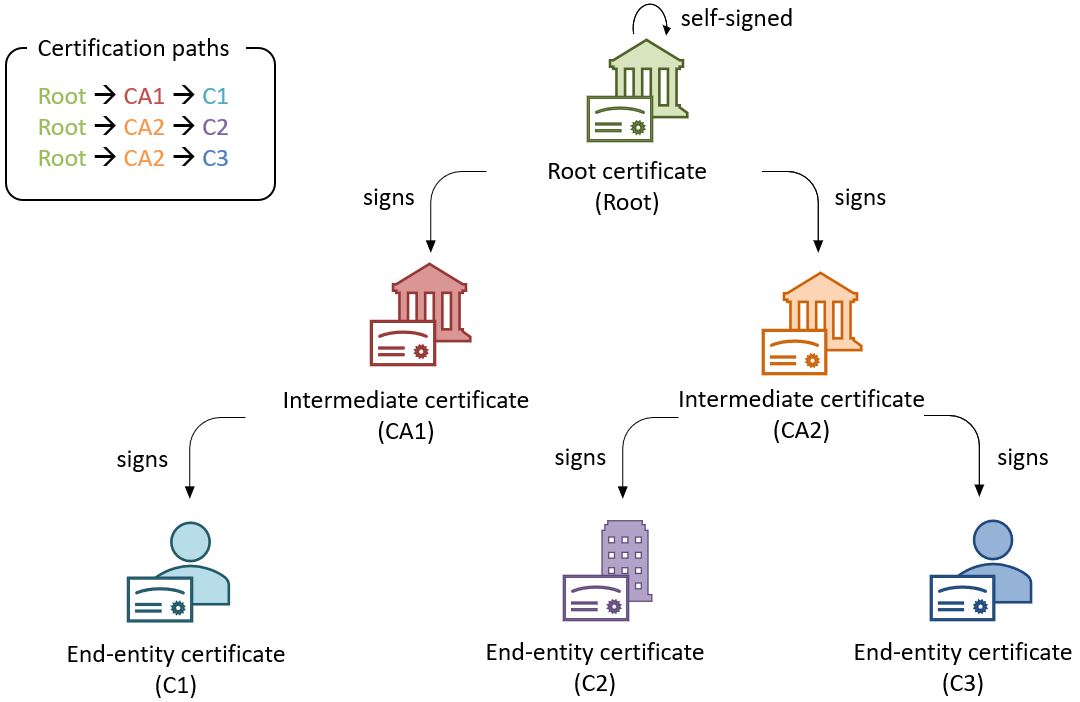 self-signed
Certification paths
Root → CA1 → C1
Root → CA2 → C2
Root → CA2 → C3
Root certificate
(Root)
signs
signs
Intermediate certificate
(CA1)
Intermediate certificate
(CA2)
signs
signs
signs
End-entity certificate
(C1)
End-entity certificate
(C2)
End-entity certificate
(C3)